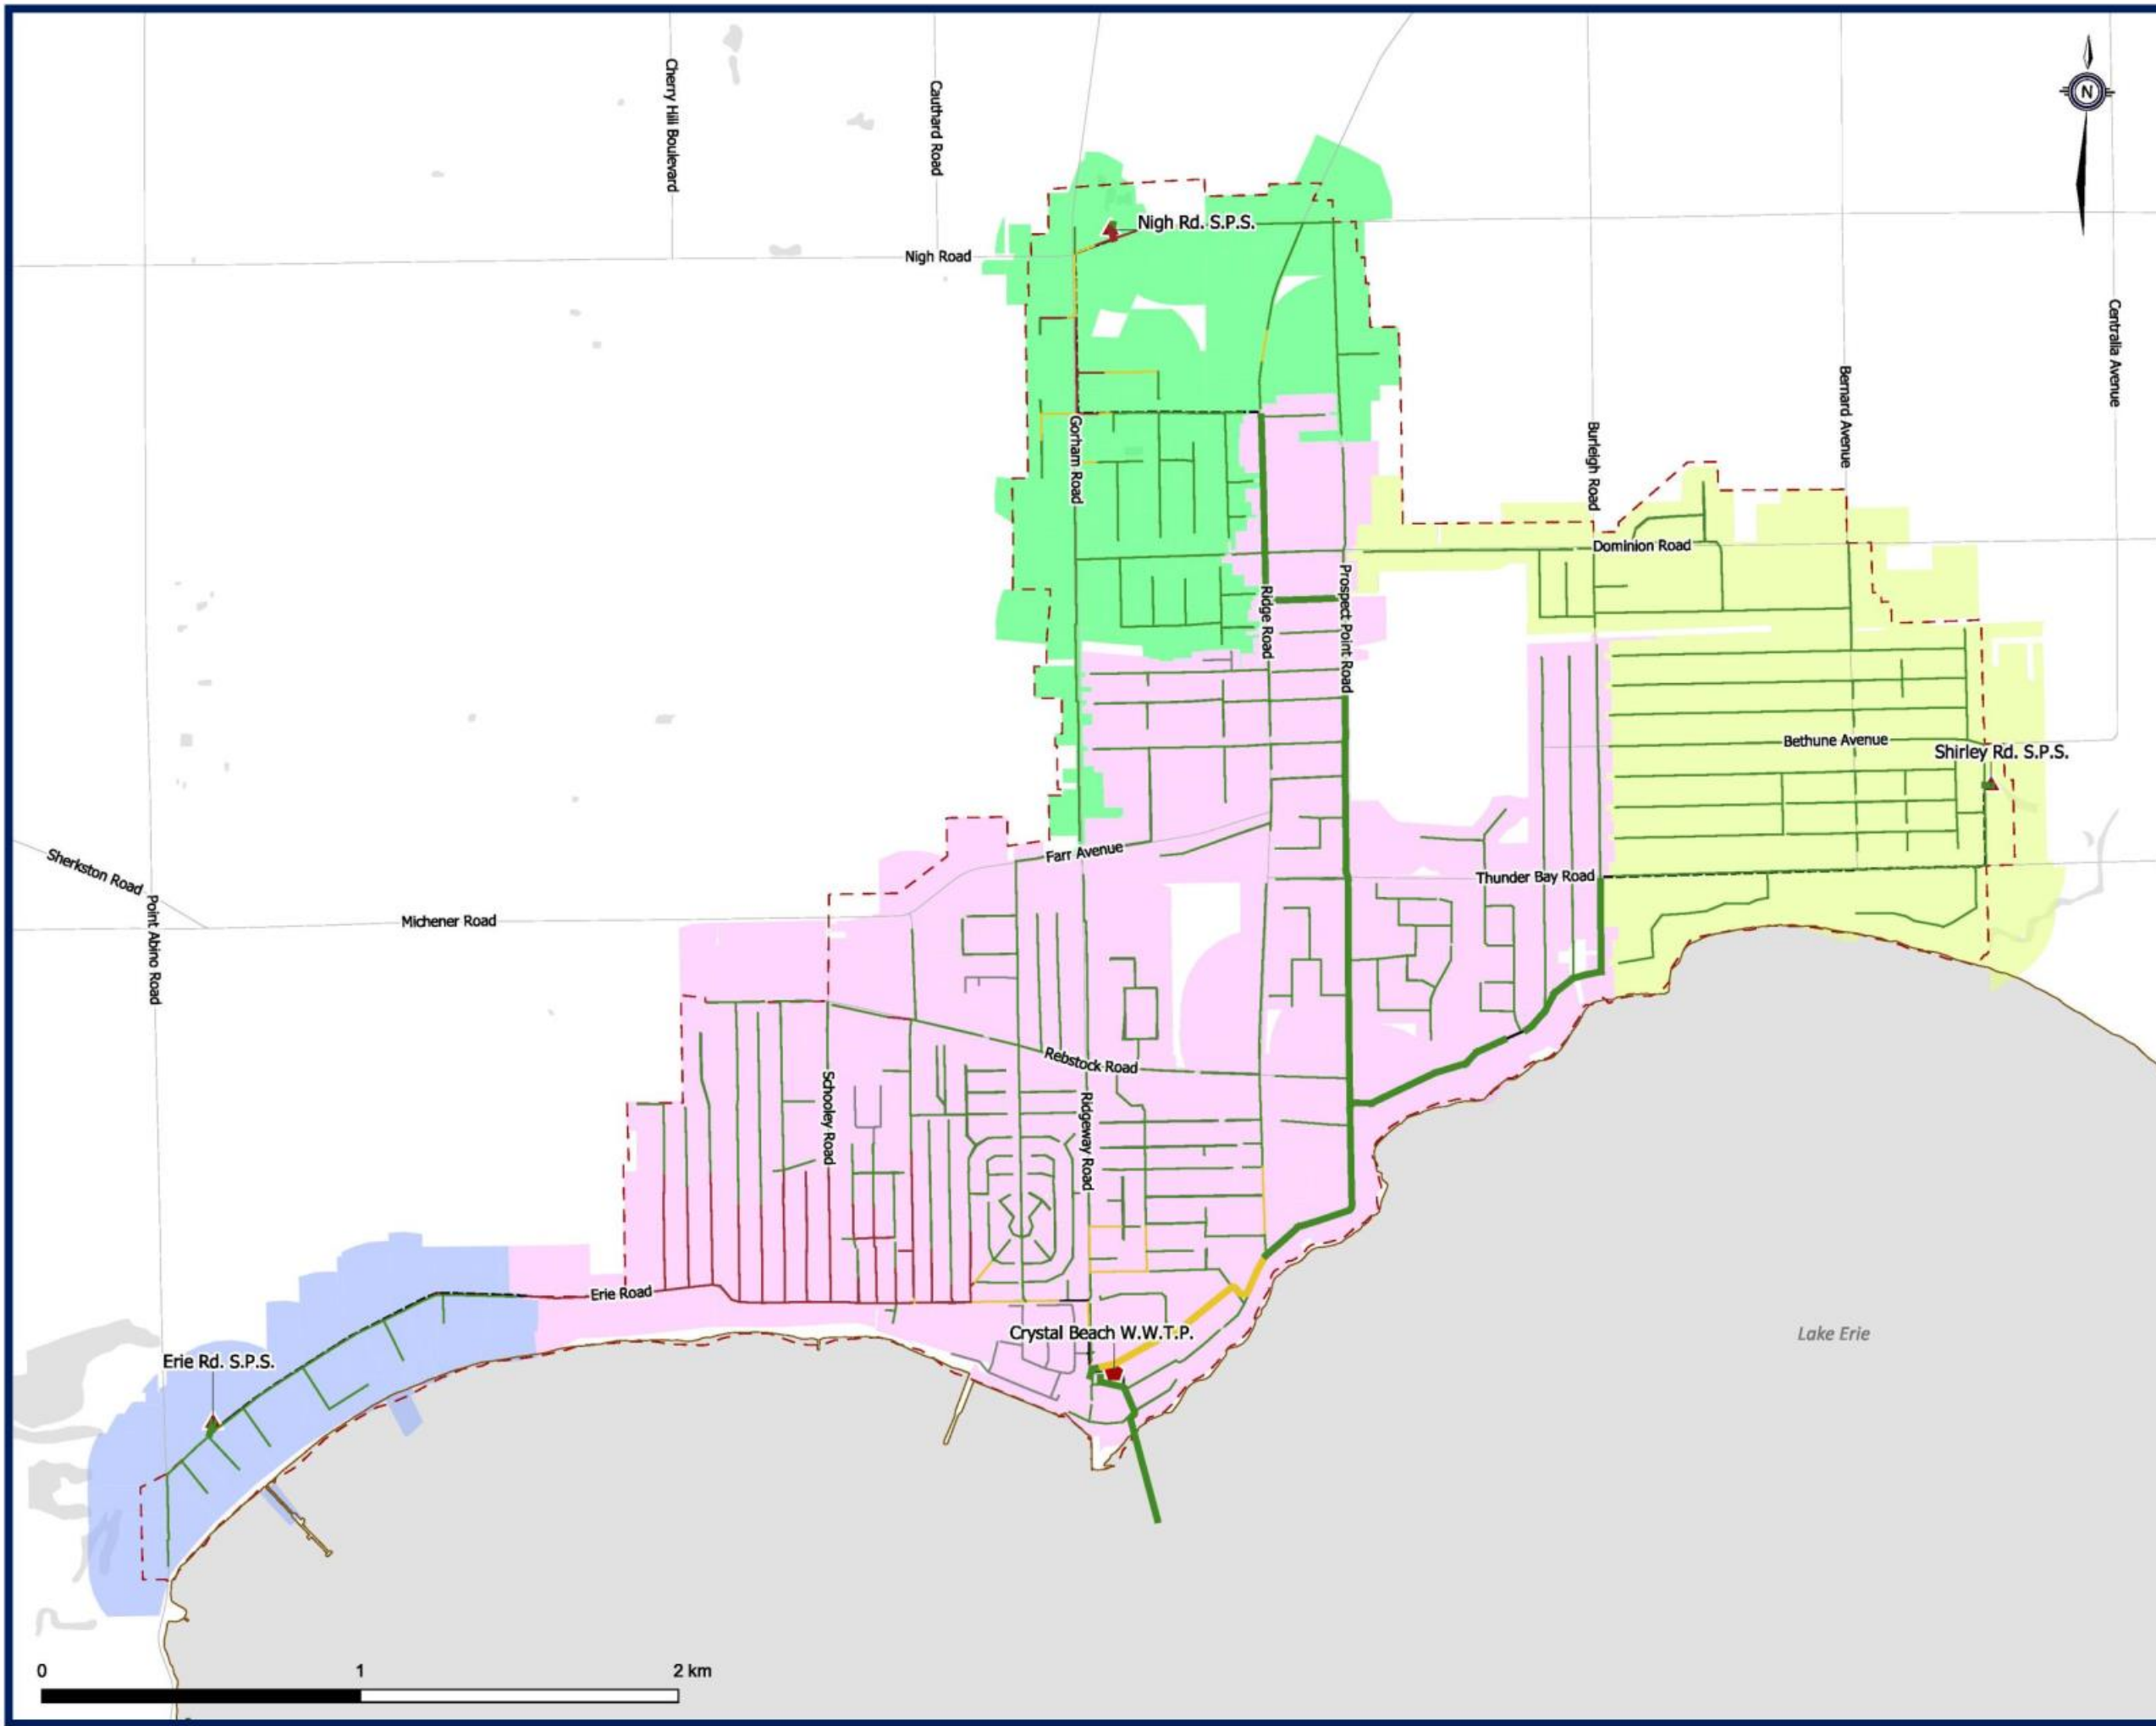 Cherry Hill Boulevard
Cauthard Road
N
Nigh Rd. S.P.S.
Nigh Road
Centralia Avenue
Bernard Avenue
Burleigh Road
Gorham Road
Dominion Road
Ridge Road
Prospect Point Road
Bethune Avenue
Shirley Rd. S.P.S.
Farr Avenue
Sherkston Road
Thunder Bay Road
Point Abino Road
Michener Road
Rebstock Road
Schooley Road
Ridgeway Road
Erie Road
Crystal Beach W.W.T.P.
Lake Erie
Erie Rd. S.P.S.
0 1 2 km